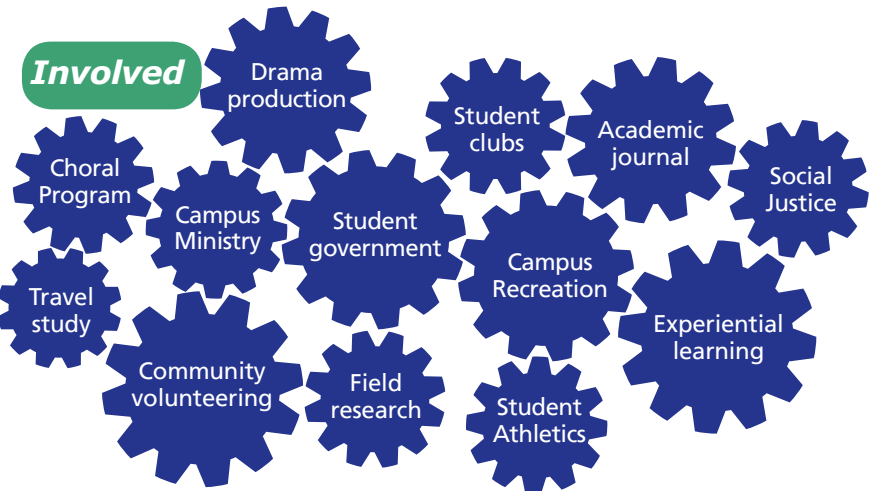 Involved
Drama
production
Student
clubs
Academic
journal
Social
Justice
Choral
Program
Campus
Ministry
Student
government
Campus
Recreation
Travel
study
Experiential
learning
Community
volunteering
Field
research
Student
Athletics